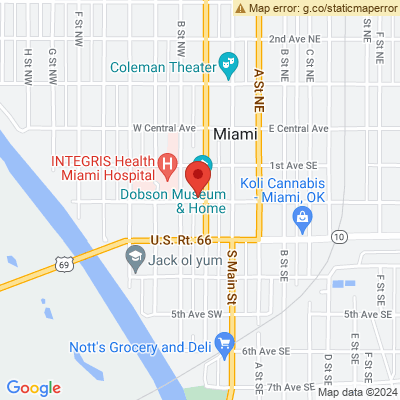 Map error: g.co/staticmaperror
F St NW
B St NW
2nd Ave NE
Coleman Theater
H St NW
G St NW
A St NE
B St NE
C St NE
W Central Ave
Miami
E Central Ave
INTEGRIS Health
Miami Hospital
1st Ave SE
Dobson Museum
& Home
Koli Cannabis
Miami, OK
U.S. Rt. 66
10
69
Jack ol yum
S Main St
B St SE
5th Ave SW
5th Ave SE
Nott's Grocery and Deli
6th Ave SE
A St SE
D St SE
E St SE
F St SE
7th Ave SE
Google
Map data ©2024